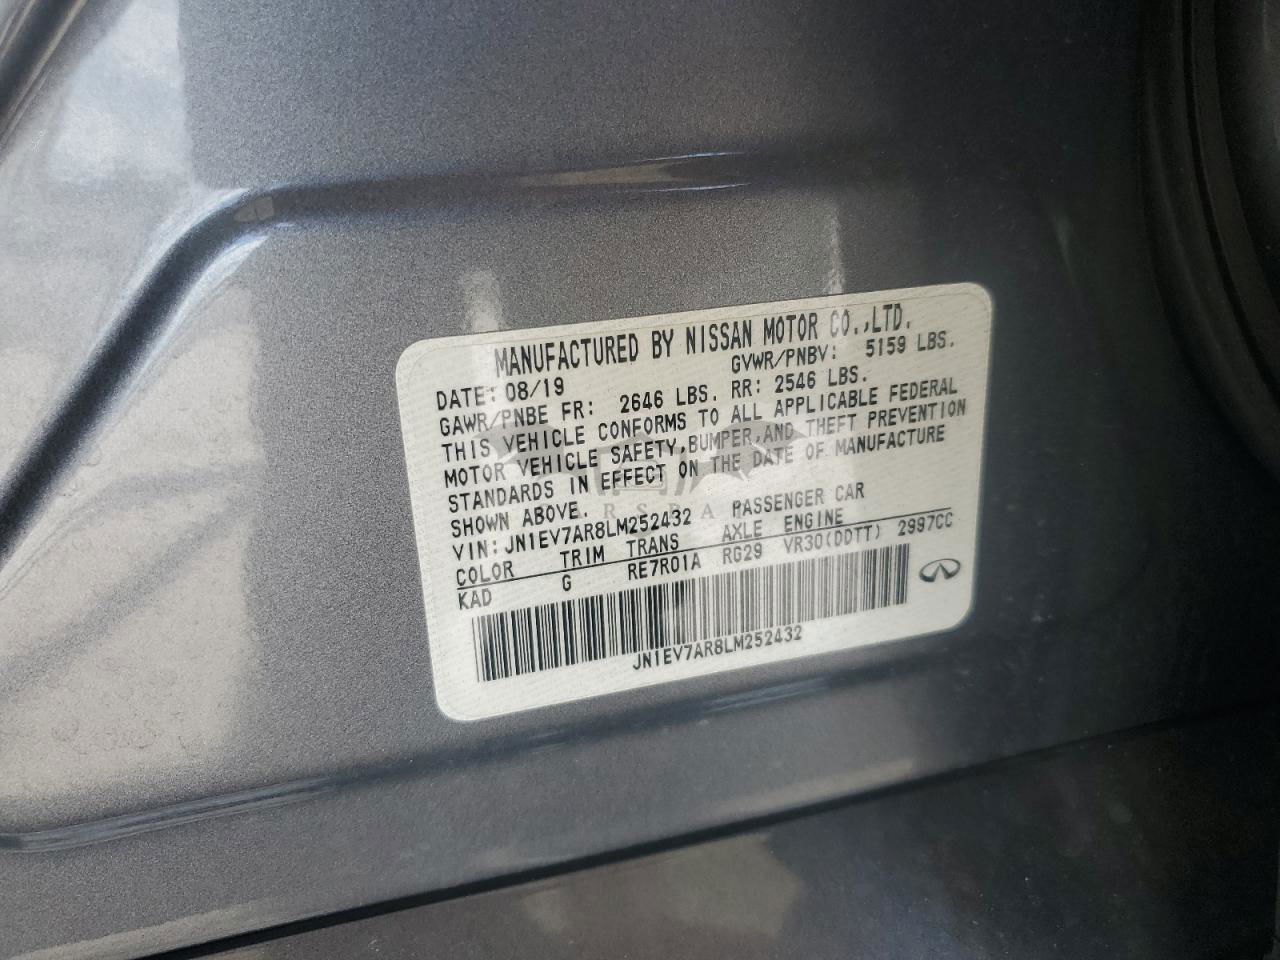 MANUFACTURED BY NISSAN MOTOR CO.,LTD.
DATE: 08/19 GVWR/PNBV: 5159 LBS.
GAWR/PNBE FR: 2646 LBS. RR: 2546 LBS.
THIS VEHICLE CONFORMS TO ALL APPLICABLE FEDERAL
MOTOR VEHICLE SAFETY,BUMPER,AND THEFT PREVENTION
STANDARDS IN EFFECT ON THE DATE OF MANUFACTURE
SHOWN ABOVE.
VIN: JN1EV7AR8LM252432 PASSENGER CAR
COLOR TRIM TRANS AXLE ENGINE
KAD G RE7R01A RG29 VR30(DDTT) 2997CC
JN1EV7AR8LM252432